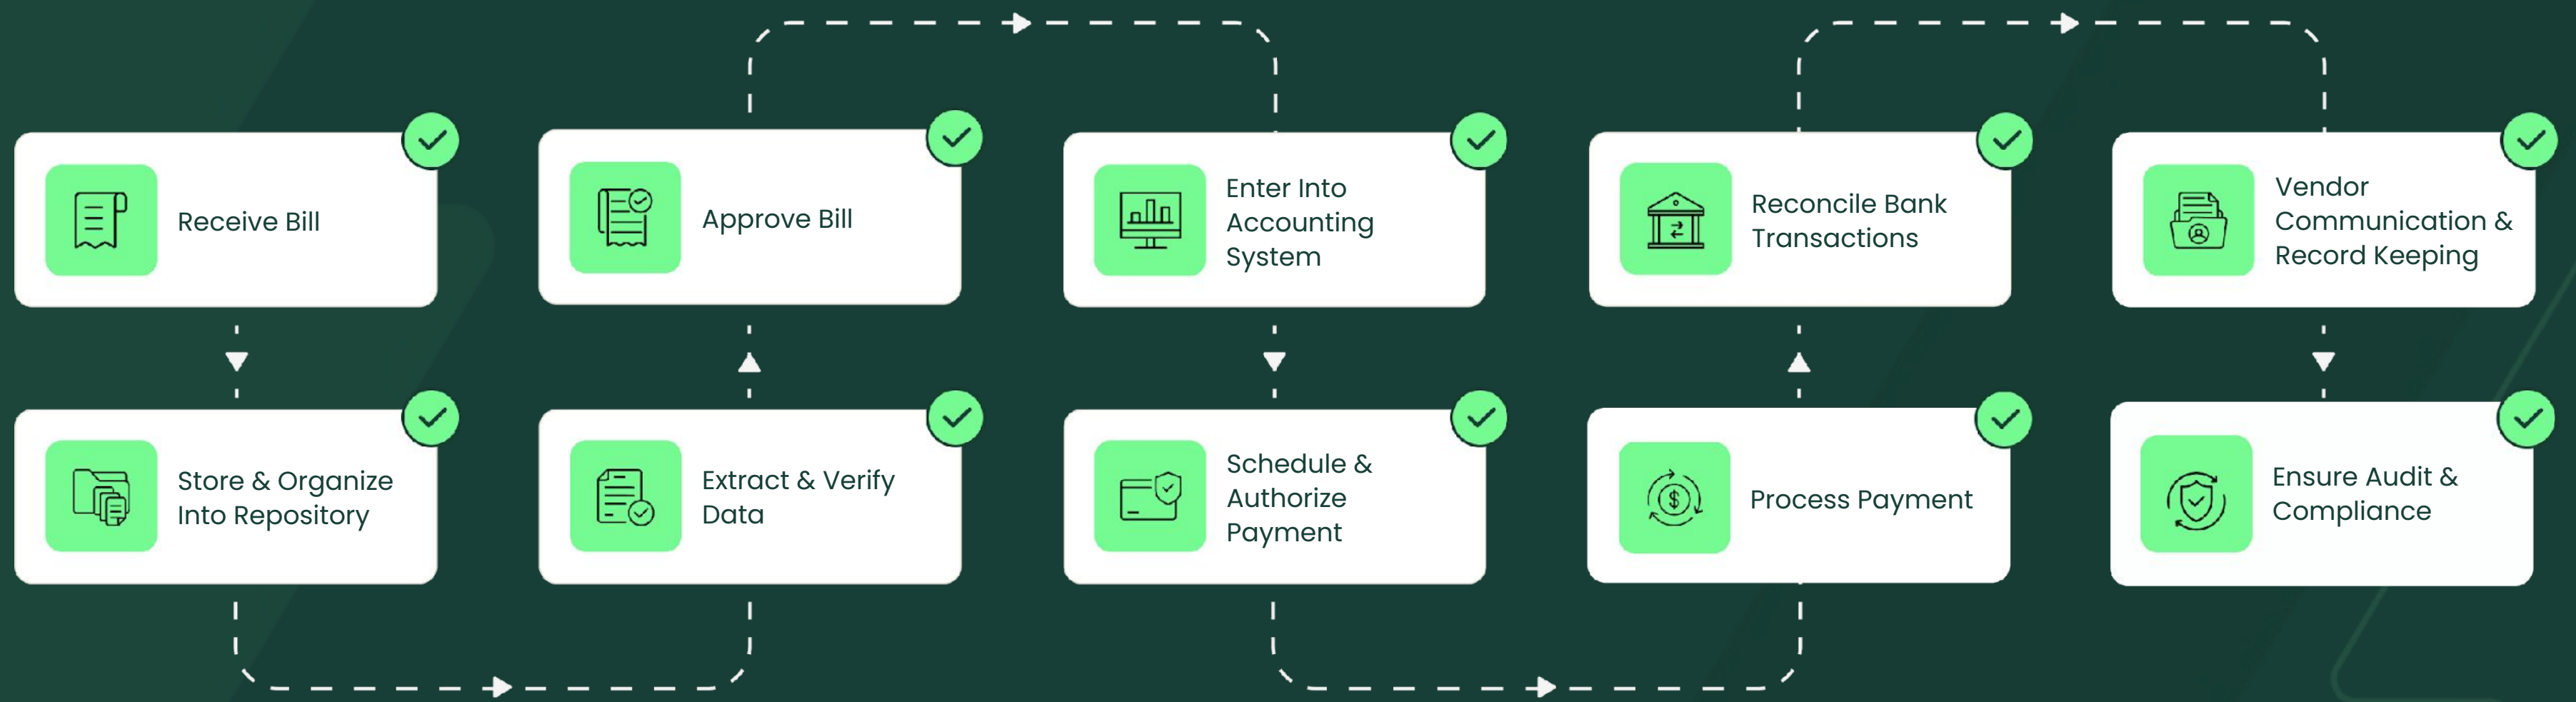 Receive Bill
Store & Organize
Into Repository
Extract & Verify
Data
Approve Bill
Enter Into
Accounting
System
Schedule &
Authorize
Payment
Process Payment
Reconcile Bank
Transactions
Vendor
Communication &
Record Keeping
Ensure Audit &
Compliance